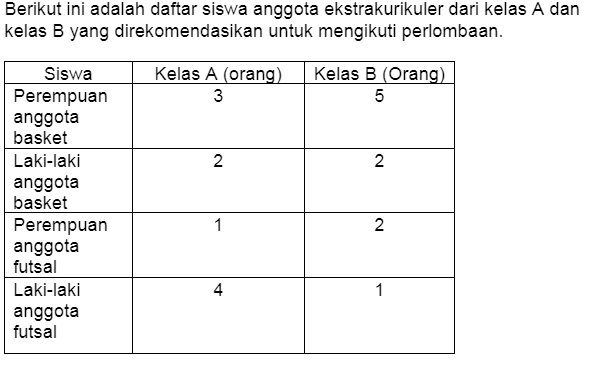 Berikut ini adalah daftar siswa anggota ekstrakurikuler dari kelas A dan
kelas B yang direkomendasikan untuk mengikuti perlombaan.
Siswa Kelas A (orang) Kelas B (Orang)
Perempuan 3 5
anggota
basket
Laki-laki 2 2
anggota
basket
Perempuan 1 2
anggota
futsal
Laki-laki 4 1
anggota
futsal